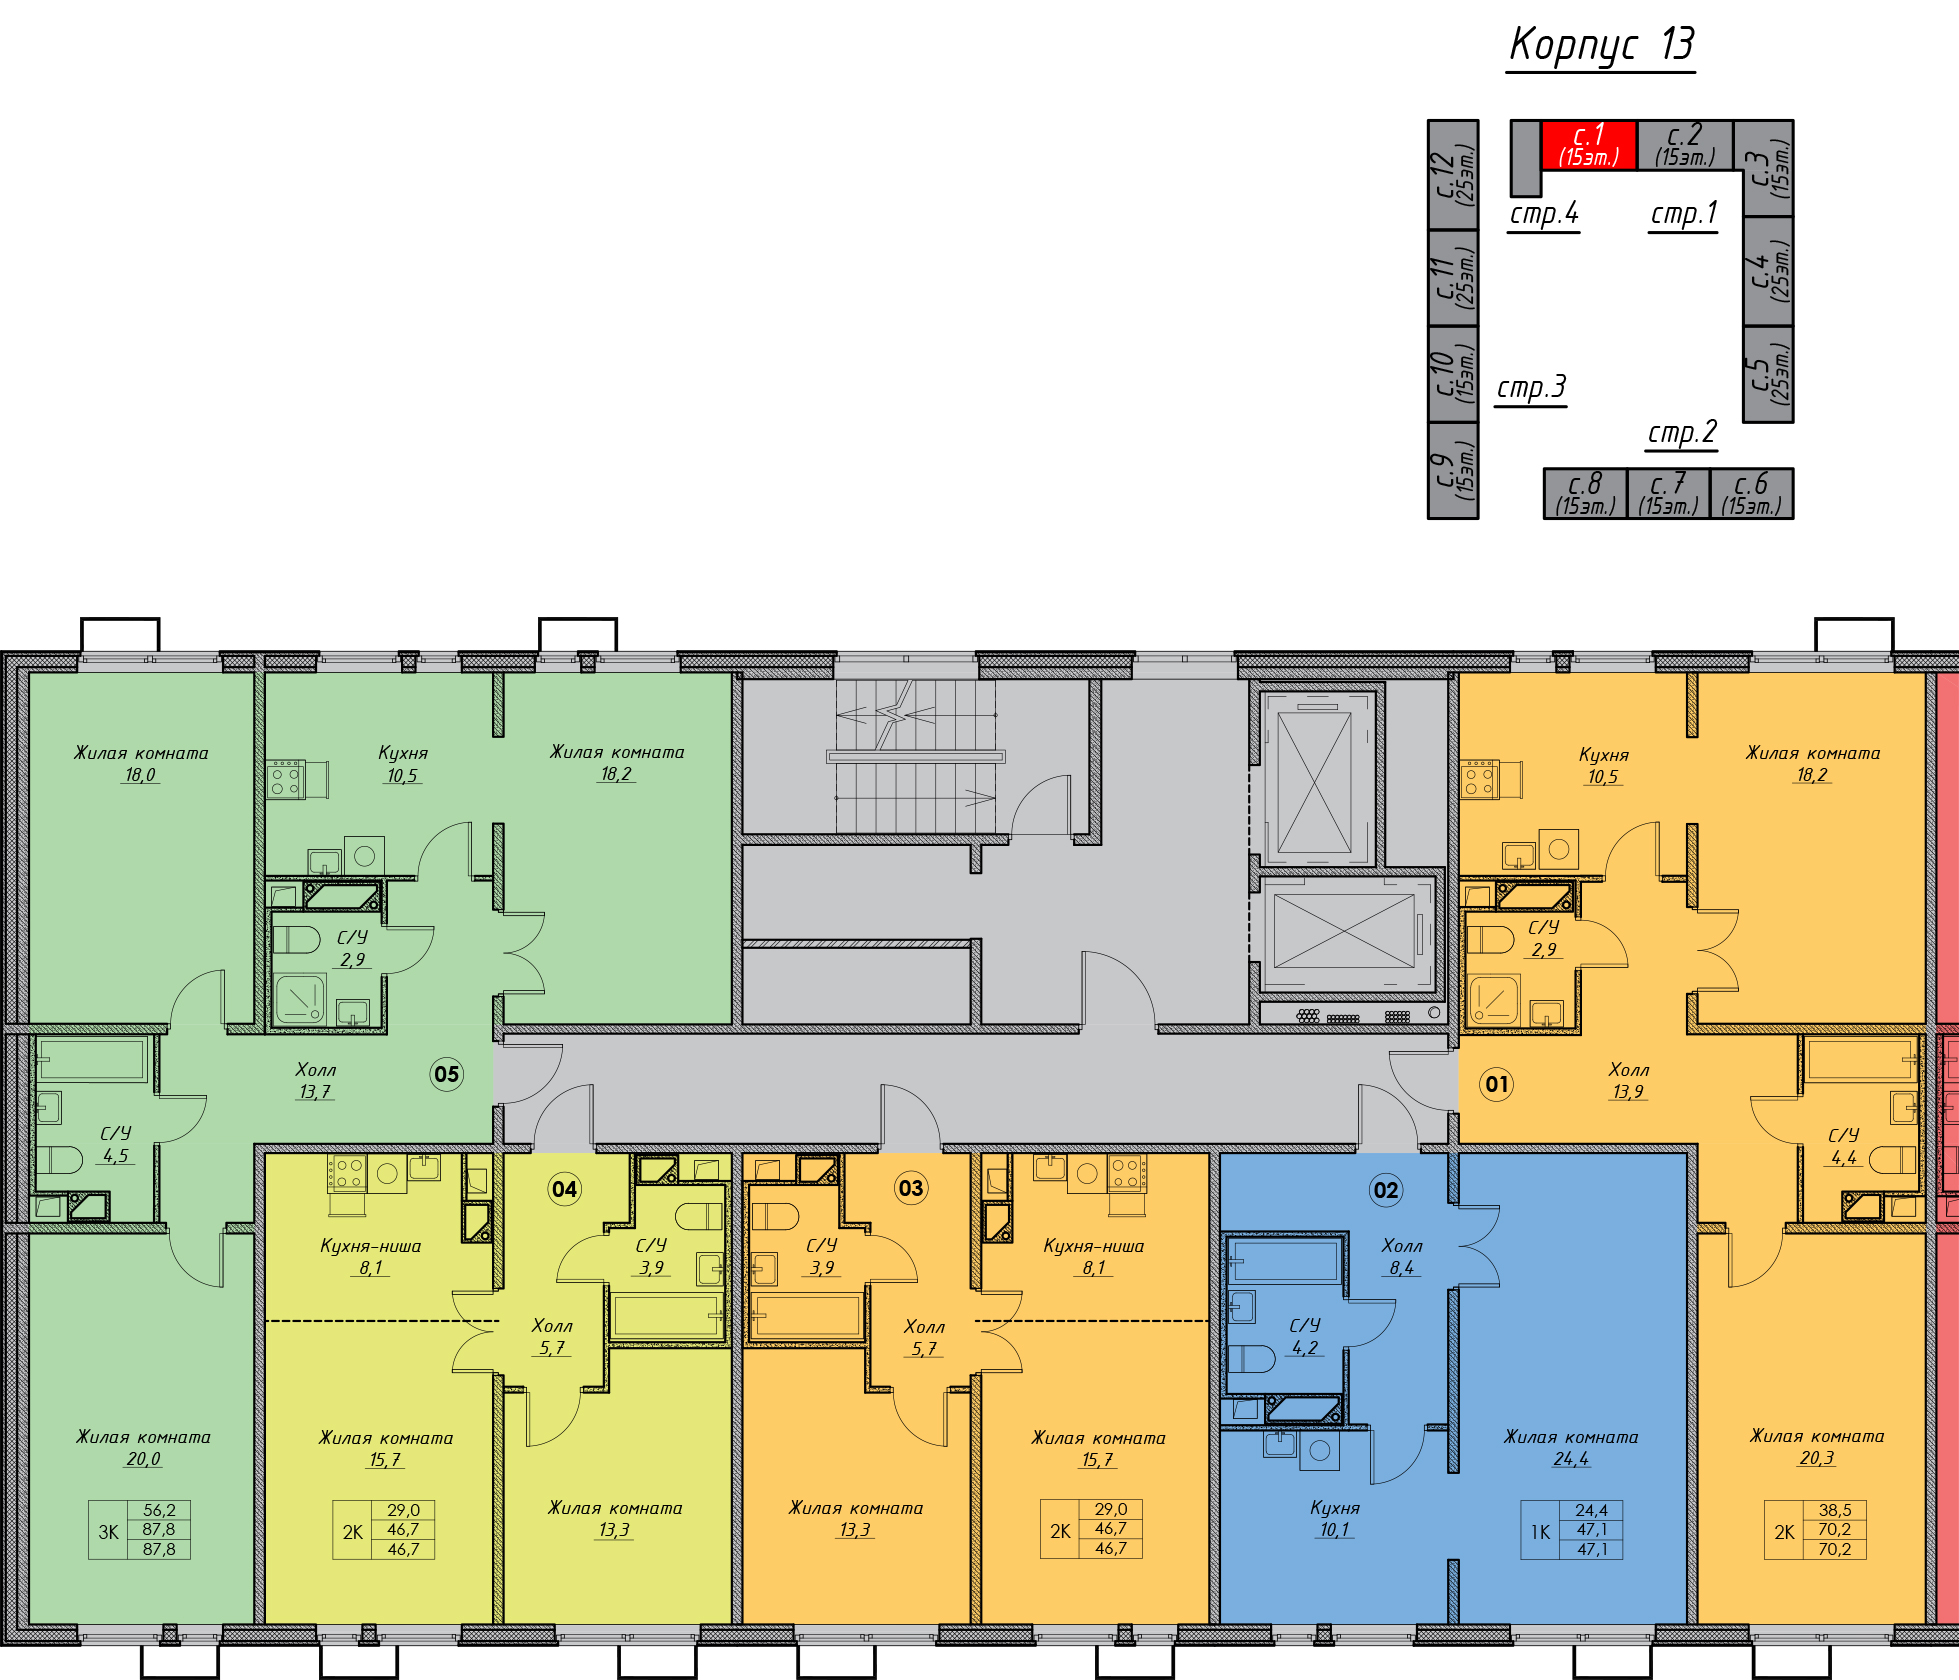 Корпус 13
с.1
(15эт.)
с.2
(15эт.)
с.3
(15эт.)
с.12
(25эт.)
стр.4
стр.1
с.11
(25эт.)
с.4
(25эт.)
с.10
(15эт.)
с.5
(25эт.)
стр.3
стр.2
с.9
(15эт.)
с.8
(15эт.)
с.7
(15эт.)
с.6
(15эт.)
Жилая комната
18,0
Кухня
10,5
Жилая комната
18,2
Кухня
10,5
Жилая комната
18,2
С/У
2,9
С/У
2,9
Холл
13,7
05
01
Холл
13,9
С/У
4,5
С/У
4,4
04
03
02
Кухня-ниша
8,1
С/У
3,9
С/У
3,9
Кухня-ниша
8,1
Холл
8,4
Холл
5,7
Холл
5,7
С/У
4,2
Жилая комната
20,0
Жилая комната
15,7
Жилая комната
15,7
Жилая комната
24,4
Жилая комната
20,3
Жилая комната
13,3
Жилая комната
13,3
Кухня
10,1
3К
56,2
87,8
87,8
2К
29,0
46,7
46,7
2К
29,0
46,7
46,7
1К
24,4
47,1
47,1
2К
38,5
70,2
70,2